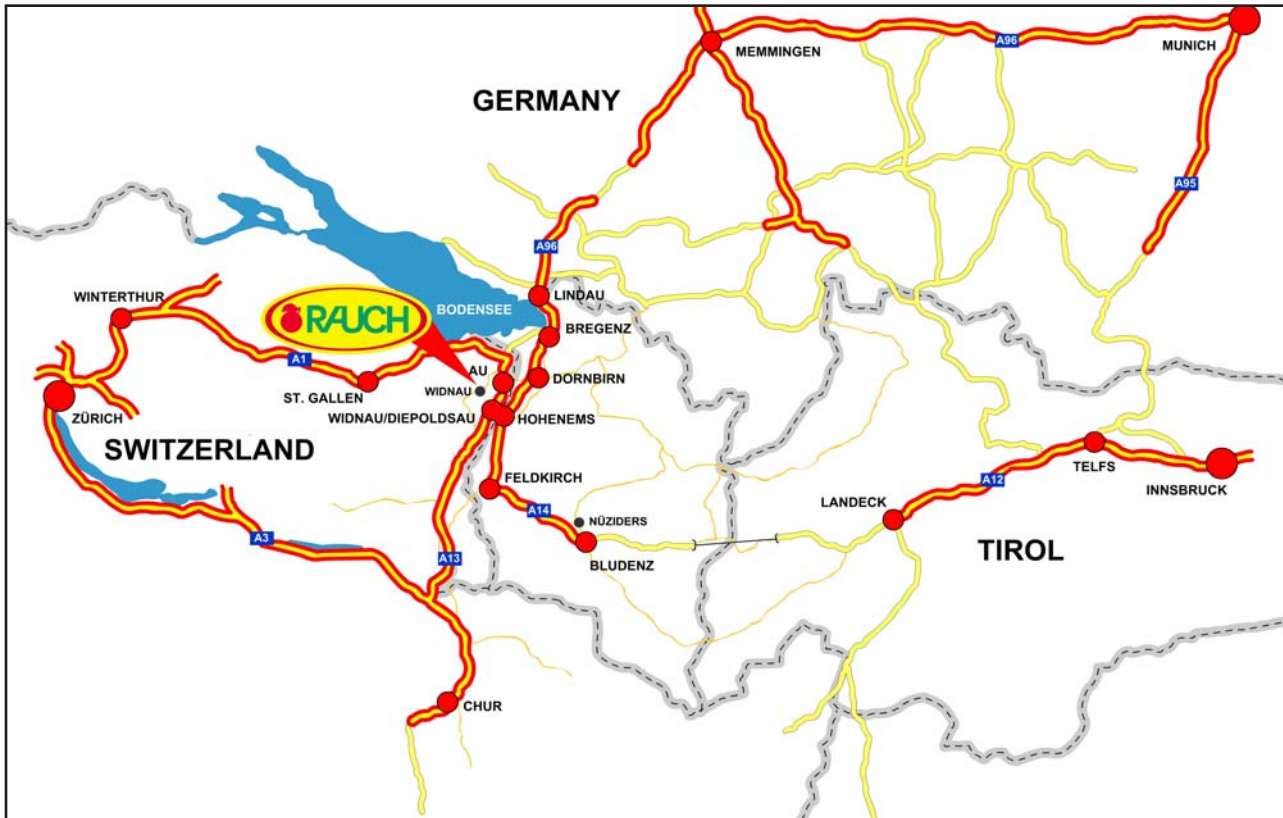 MUNICH
A96
MEMMINGEN
GERMANY
A95
A96
LINDAU
WINTERTHUR
RAUCH
BODENSEE
BREGENZ
A1
AU
DORNBIRN
WIDNAU
ST. GALLEN
WIDNAU/DIEPOLDSAU
HOHENEMS
ZÜRICH
SWITZERLAND
TELFS
FELDKIRCH
A12
INNSBRUCK
LANDECK
A14
NÜZIDERS
A3
A13
BLUDENZ
TIROL
CHUR